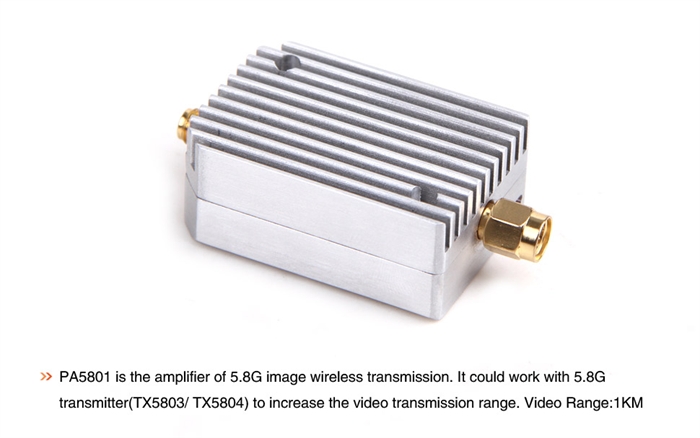 PA5801 is the amplifier of 5.8G image wireless transmission. It could work with 5.8G
transmitter(TX5803/ TX5804) to increase the video transmission range. Video Range:1KM